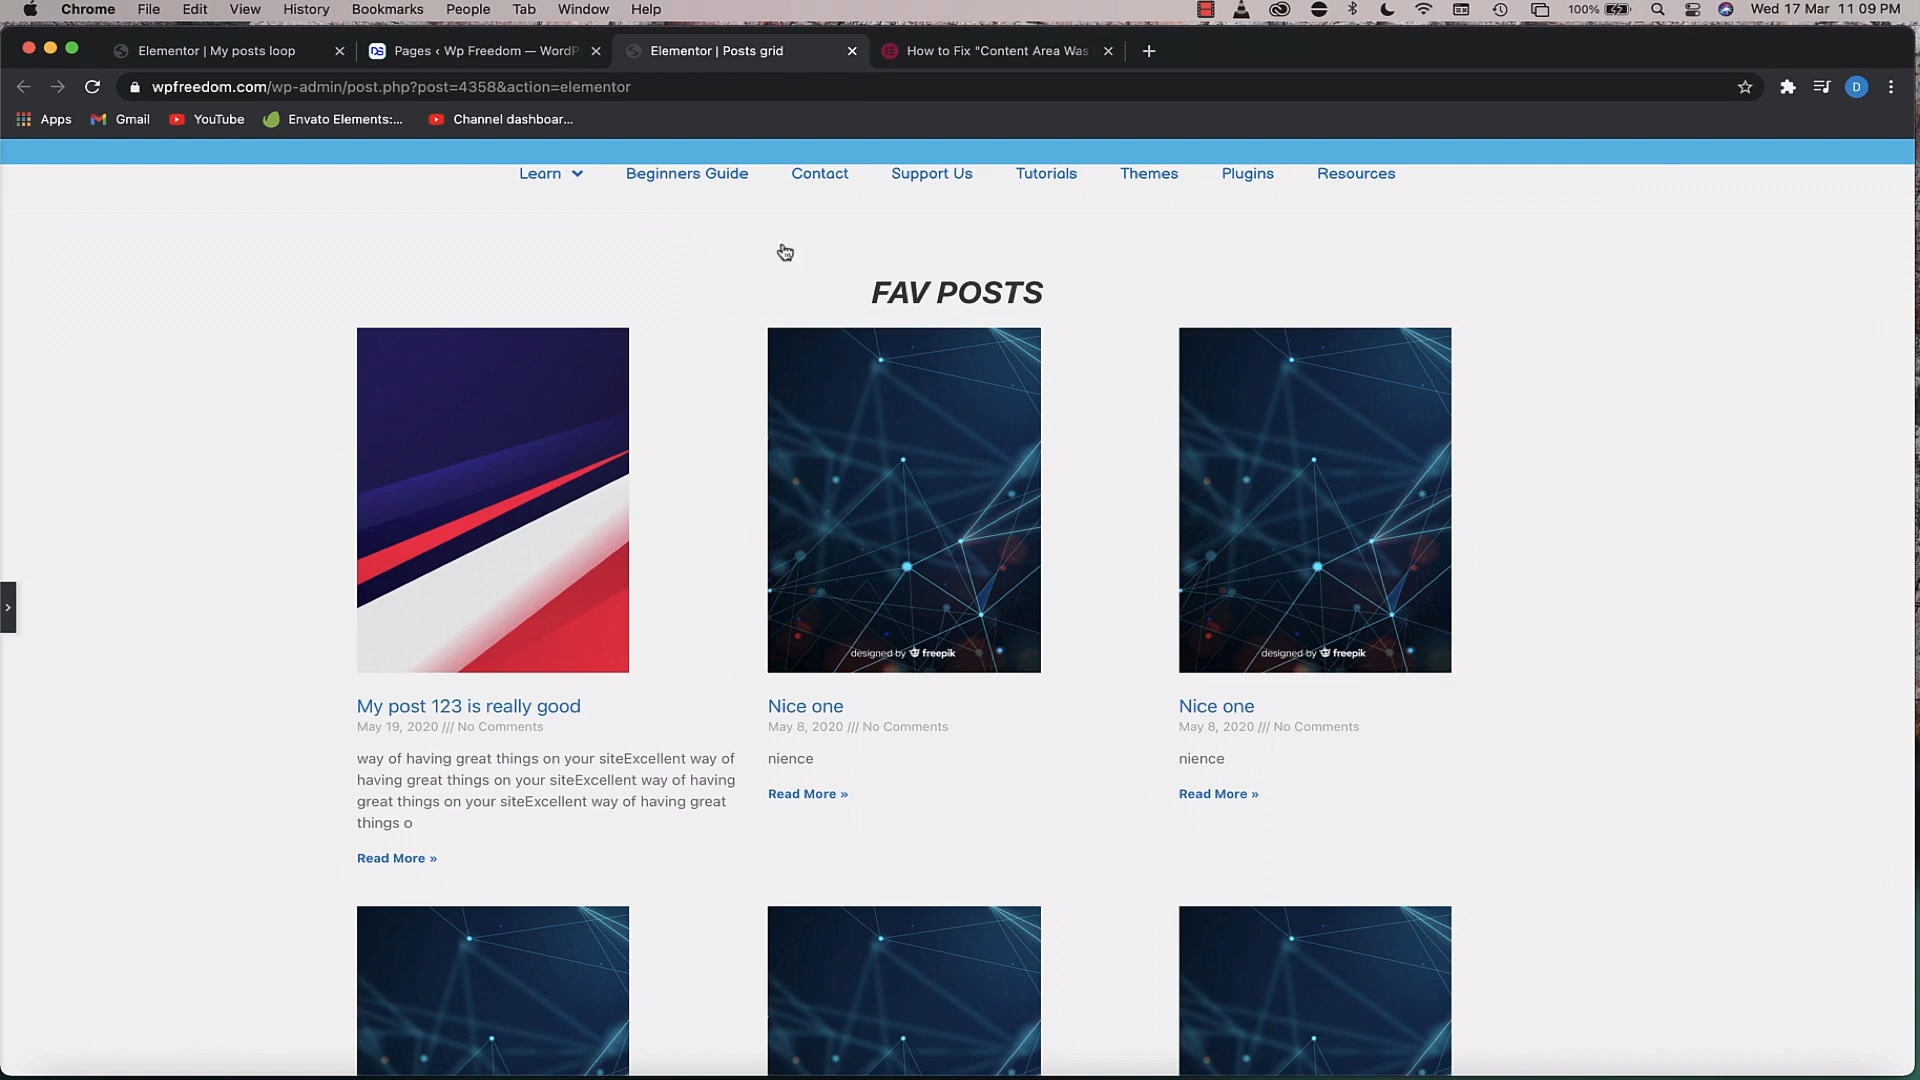 Chrome File Edit View History Bookmarks People Tab Window Help 100% Wed 17 Mar 11:09 PM
Elementor | My posts loop Pages ‹ Wp Freedom — WordP Elementor | Posts grid How to Fix "Content Area Was
wpfreedom.com/wp-admin/post.php?post=4358&action=elementor D
Apps Gmail YouTube Envato Elements:... Channel dashboar...
Learn Beginners Guide Contact Support Us Tutorials Themes Plugins Resources
FAV POSTS
designed by freepik designed by freepik
My post 123 is really good Nice one Nice one
May 19, 2020 /// No Comments May 8, 2020 /// No Comments May 8, 2020 /// No Comments
way of having great things on your siteExcellent way of nience nience
having great things on your siteExcellent way of having
great things on your siteExcellent way of having great
things o
Read More » Read More »
Read More »